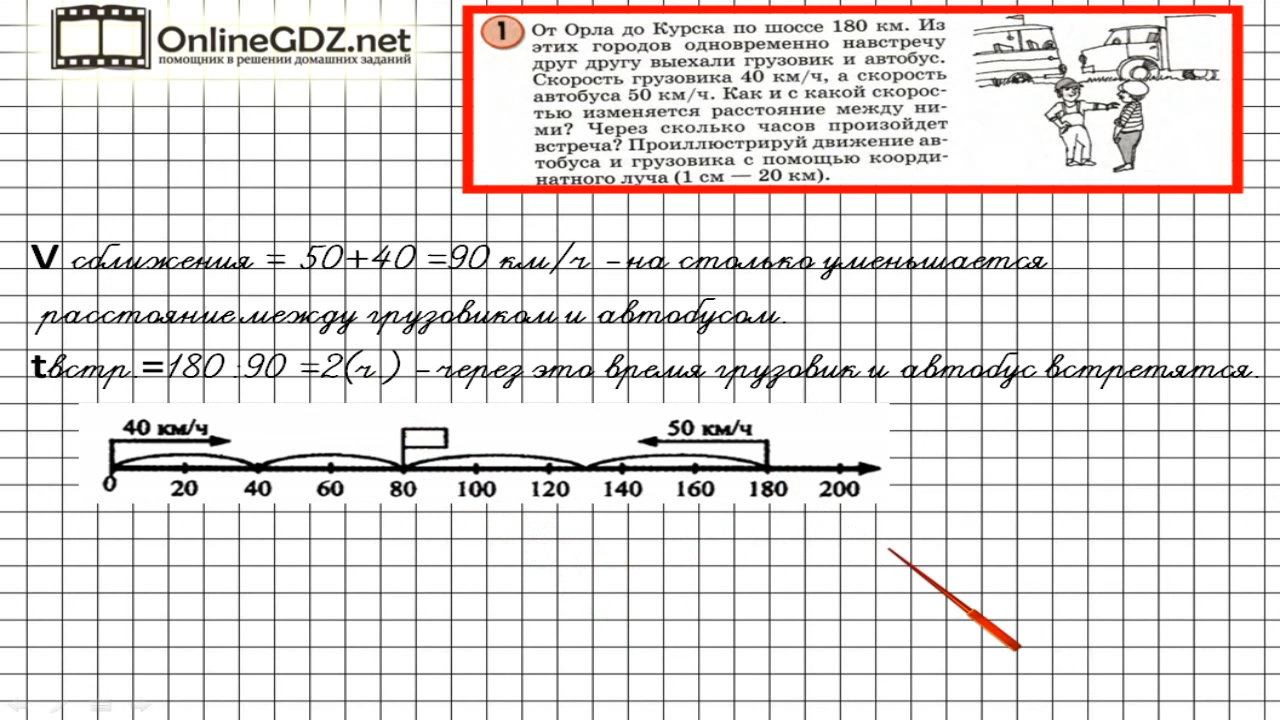 OnlineGDZ.net
помощник в решении домашних заданий
1
От Орла до Курска по шоссе 180 км. Из
этих городов одновременно навстречу
друг другу выехали грузовик и автобус.
Скорость грузовика 40 км/ч, а скорость
автобуса 50 км/ч. Как и с какой скорос-
тью изменяется расстояние между ни-
ми? Через сколько часов произойдет
встреча? Проиллюстрируй движение ав-
тобуса и грузовика с помощью коорди-
натного луча (1 см — 20 км).
V сближения = 50+40 =90 км/ч -на столько уменьшается
расстояние между грузовиком и автобусом.
tвстр.=180 :90 =2(ч ) -через это время грузовик и автобус встретятся.
40 км/ч 50 км/ч
0 20 40 60 80 100 120 140 160 180 200